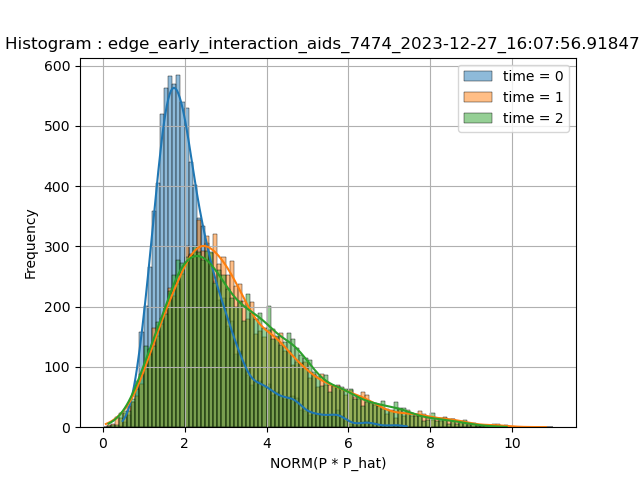 Histogram : edge_early_interaction_aids_7474_2023-12-27_16:07:56.91847
600
500
400
300
200
100
0
Frequency
time = 0
time = 1
time = 2
0 2 4 6 8 10
NORM(P * P_hat)